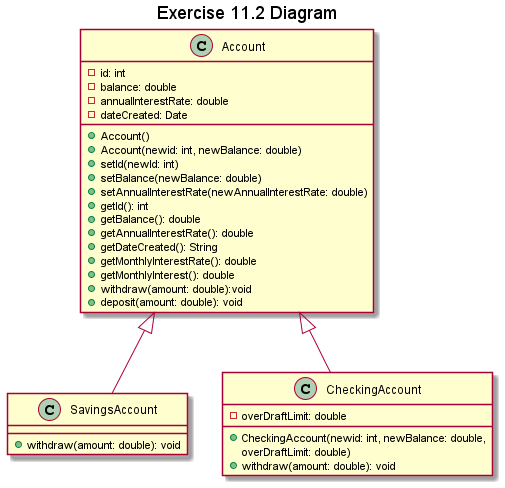 Exercise 11.2 Diagram
C Account
id: int
balance: double
annualInterestRate: double
dateCreated: Date
Account()
Account(newid: int, newBalance: double)
setId(newId: int)
setBalance(newBalance: double)
setAnnualInterestRate(newAnnualInterestRate: double)
getId(): int
getBalance(): double
getAnnualInterestRate(): double
getDateCreated(): String
getMonthlyInterestRate(): double
getMonthlyInterest(): double
withdraw(amount: double):void
deposit(amount: double): void
C SavingsAccount
withdraw(amount: double): void
C CheckingAccount
overDraftLimit: double
CheckingAccount(newid: int, newBalance: double,
overDraftLimit: double)
withdraw(amount: double): void